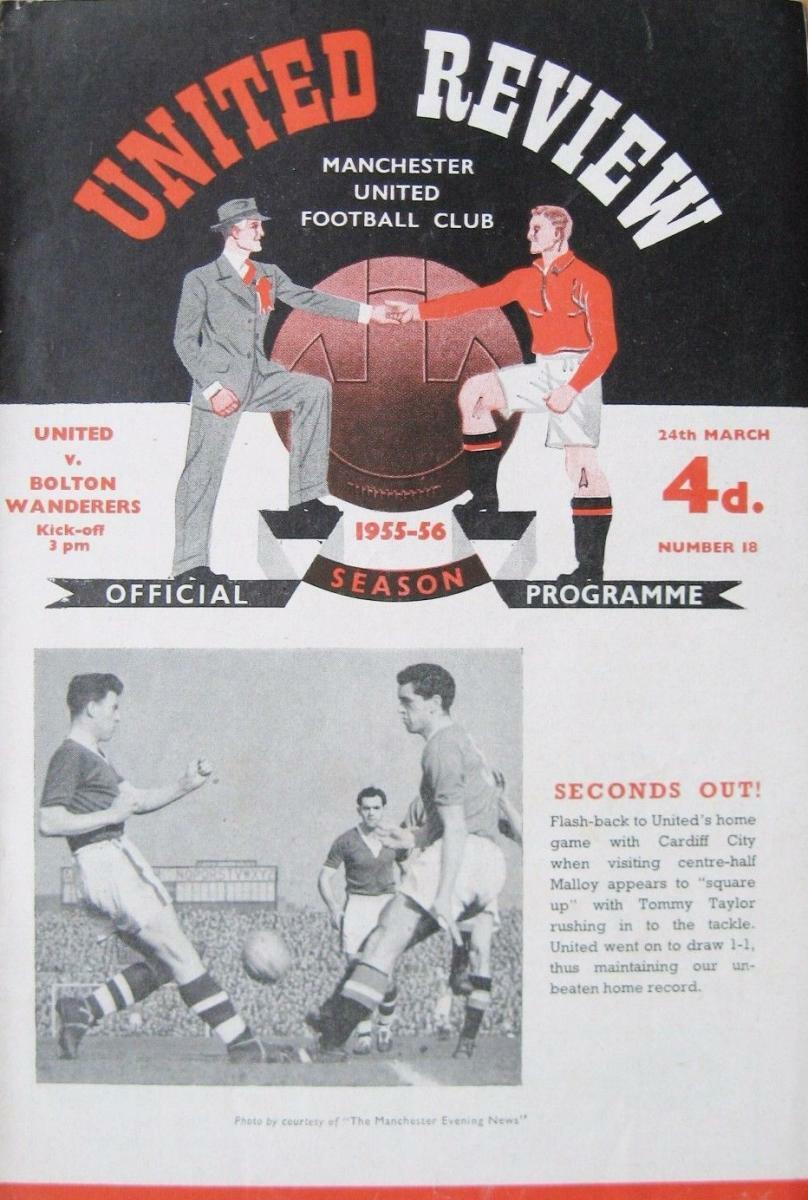 UNITED REVIEW
MANCHESTER
UNITED
FOOTBALL CLUB
UNITED
v.
BOLTON
WANDERERS
Kick-off
3 pm
24th MARCH
4d.
NUMBER 18
1955-56
OFFICIAL SEASON PROGRAMME
NOPQRSTVWXYZ
SECONDS OUT!
Flash-back to United's home
game with Cardiff City
when visiting centre-half
Malloy appears to "square
up" with Tommy Taylor
rushing in to the tackle.
United went on to draw 1-1,
thus maintaining our un-
beaten home record.
Photo by courtesy of "The Manchester Evening News"